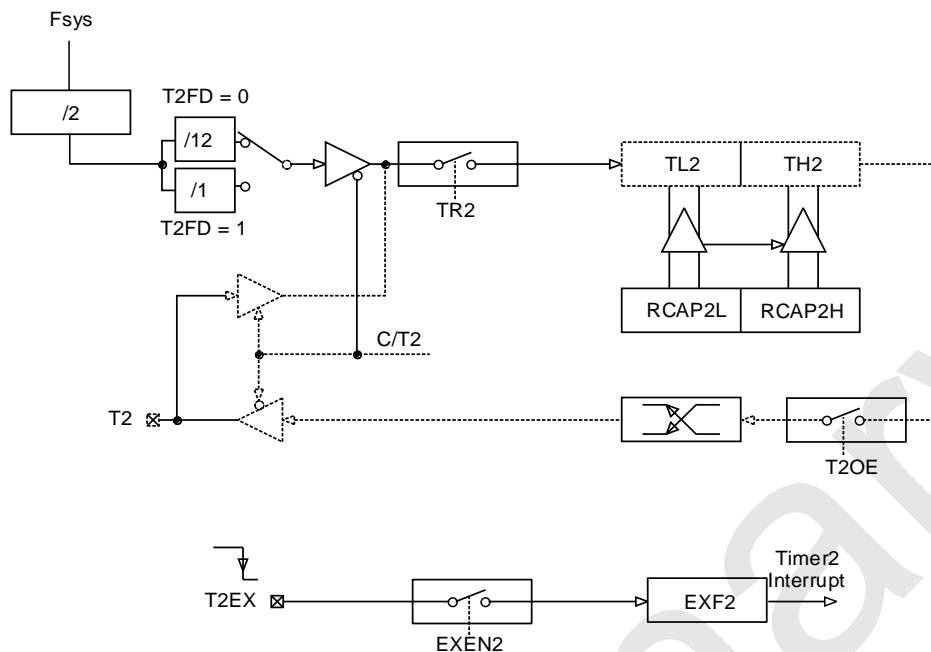 Fsys
/2
T2FD = 0
/12
/1
T2FD = 1
TR2
TL2
TH2
RCAP2L
RCAP2H
C/T2
T2
T2OE
T2EX
EXEN2
EXF2
Timer2
Interrupt